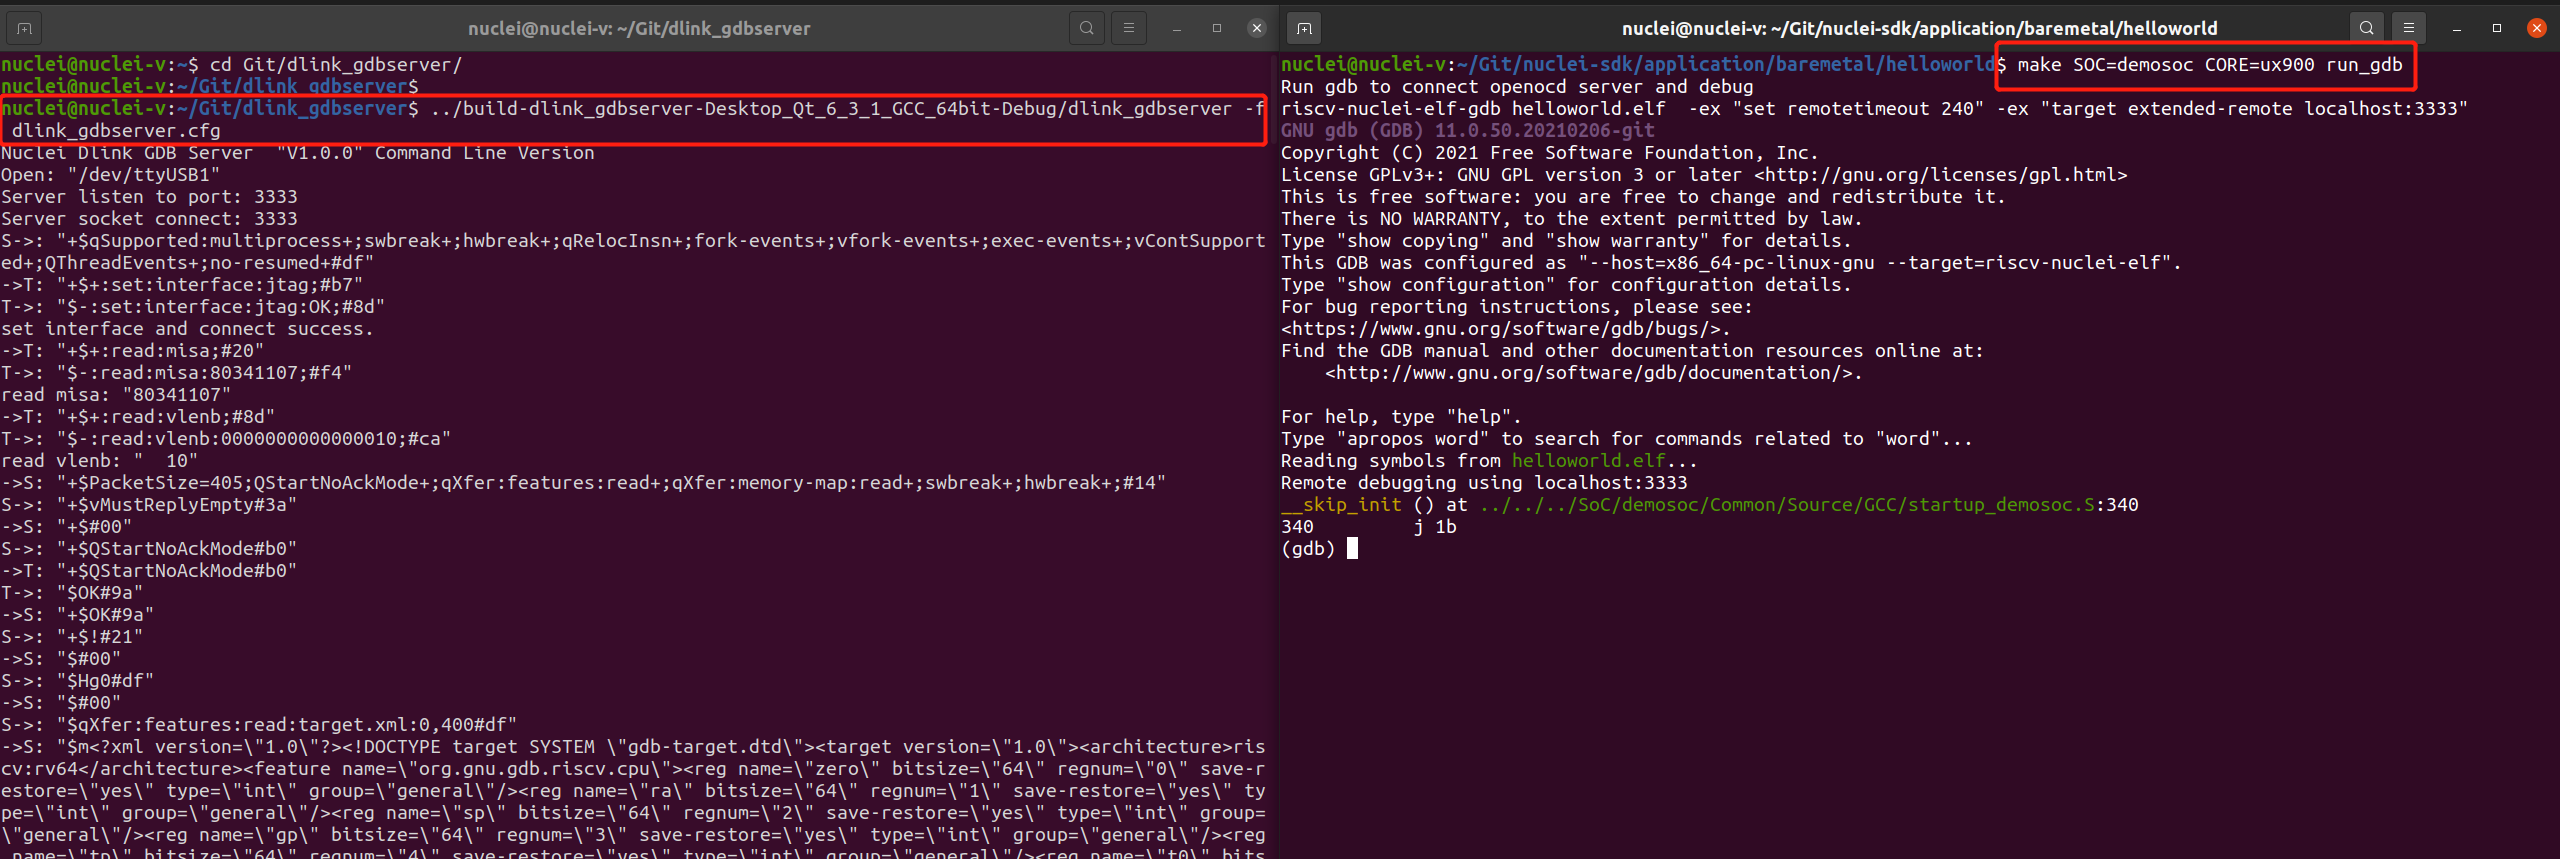 nuclei@nuclei-v: ~/Git/dlink_gdbserver
nuclei@nuclei-v:~$ cd Git/dlink_gdbserver/
nuclei@nuclei-v:~/Git/dlink_gdbserver$
nuclei@nuclei-v:~/Git/dlink_gdbserver$ ../build-dlink_gdbserver-Desktop_Qt_6_3_1_GCC_64bit-Debug/dlink_gdbserver -f
 dlink_gdbserver.cfg
Nuclei Dlink GDB Server  "V1.0.0" Command Line Version
Open: "/dev/ttyUSB1"
Server listen to port: 3333
Server socket connect: 3333
S->: "+$qSupported:multiprocess+;swbreak+;hwbreak+;qRelocInsn+;fork-events+;vfork-events+;exec-events+;vContSupport
ed+;QThreadEvents+;no-resumed+#df"
->T: "+$+:set:interface:jtag;#b7"
T->: "$-:set:interface:jtag:OK;#8d"
set interface and connect success.
->T: "+$+:read:misa;#20"
T->: "$-:read:misa:80341107;#f4"
read misa: "80341107"
->T: "+$+:read:vlenb;#8d"
T->: "$-:read:vlenb:0000000000000010;#ca"
read vlenb: "  10"
->S: "+$PacketSize=405;QStartNoAckMode+;qXfer:features:read+;qXfer:memory-map:read+;swbreak+;hwbreak+;#14"
S->: "+$vMustReplyEmpty#3a"
->S: "+$#00"
S->: "+$QStartNoAckMode#b0"
->T: "+$QStartNoAckMode#b0"
T->: "$OK#9a"
->S: "+$OK#9a"
S->: "+$!#21"
->S: "$#00"
S->: "$Hg0#df"
->S: "$#00"
S->: "$qXfer:features:read:target.xml:0,400#df"
->S: "$m<?xml version=\"1.0\"?><!DOCTYPE target SYSTEM \"gdb-target.dtd\"><target version=\"1.0\"><architecture>ris
cv:rv64</architecture><feature name=\"org.gnu.gdb.riscv.cpu\"><reg name=\"zero\" bitsize=\"64\" regnum=\"0\" save-r
estore=\"yes\" type=\"int\" group=\"general\"/><reg name=\"ra\" bitsize=\"64\" regnum=\"1\" save-restore=\"yes\" ty
pe=\"int\" group=\"general\"/><reg name=\"sp\" bitsize=\"64\" regnum=\"2\" save-restore=\"yes\" type=\"int\" group=
\"general\"/><reg name=\"gp\" bitsize=\"64\" regnum=\"3\" save-restore=\"yes\" type=\"int\" group=\"general\"/><reg
 name=\"tp\" bitsize=\"64\" regnum=\"4\" save-restore=\"yes\" type=\"int\" group=\"general\"/><reg name=\"t0\" bits
nuclei@nuclei-v: ~/Git/nuclei-sdk/application/baremetal/helloworld
nuclei@nuclei-v:~/Git/nuclei-sdk/application/baremetal/helloworld$ make SOC=demosoc CORE=ux900 run_gdb
Run gdb to connect openocd server and debug
riscv-nuclei-elf-gdb helloworld.elf  -ex "set remotetimeout 240" -ex "target extended-remote localhost:3333"
GNU gdb (GDB) 11.0.50.20210206-git
Copyright (C) 2021 Free Software Foundation, Inc.
License GPLv3+: GNU GPL version 3 or later <http://gnu.org/licenses/gpl.html>
This is free software: you are free to change and redistribute it.
There is NO WARRANTY, to the extent permitted by law.
Type "show copying" and "show warranty" for details.
This GDB was configured as "--host=x86_64-pc-linux-gnu --target=riscv-nuclei-elf".
Type "show configuration" for configuration details.
For bug reporting instructions, please see:
<https://www.gnu.org/software/gdb/bugs/>.
Find the GDB manual and other documentation resources online at:
    <http://www.gnu.org/software/gdb/documentation/>.
For help, type "help".
Type "apropos word" to search for commands related to "word"...
Reading symbols from helloworld.elf...
Remote debugging using localhost:3333
__skip_init () at ../../../SoC/demosoc/Common/Source/GCC/startup_demosoc.S:340
340         j 1b
(gdb)